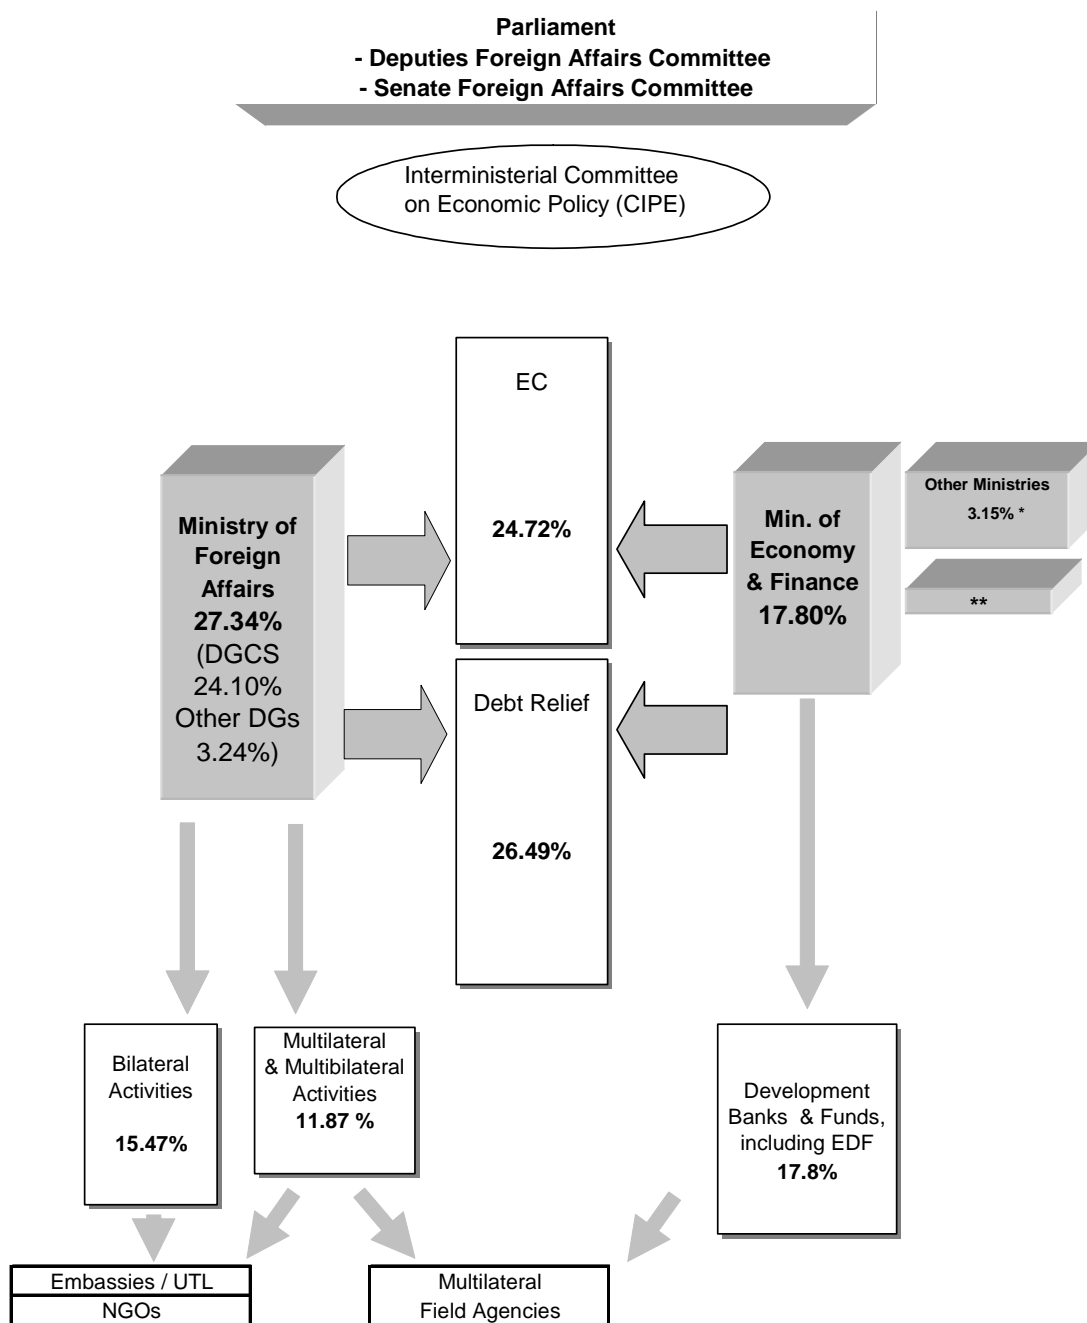 Parliament
- Deputies Foreign Affairs Committee
- Senate Foreign Affairs Committee
Interministerial Committee
on Economic Policy (CIPE)
EC
24.72%
Ministry of
Foreign
Affairs
27.34%
(DGCS
24.10%
Other DGs
3.24%)
Min. of
Economy
& Finance
17.80%
Other Ministries
3.15% *
**
Debt Relief
26.49%
Bilateral
Activities
15.47%
Multilateral
& Multibilateral
Activities
11.87 %
Development
Banks & Funds,
including EDF
17.8%
Embassies / UTL
NGOs
Multilateral
Field Agencies